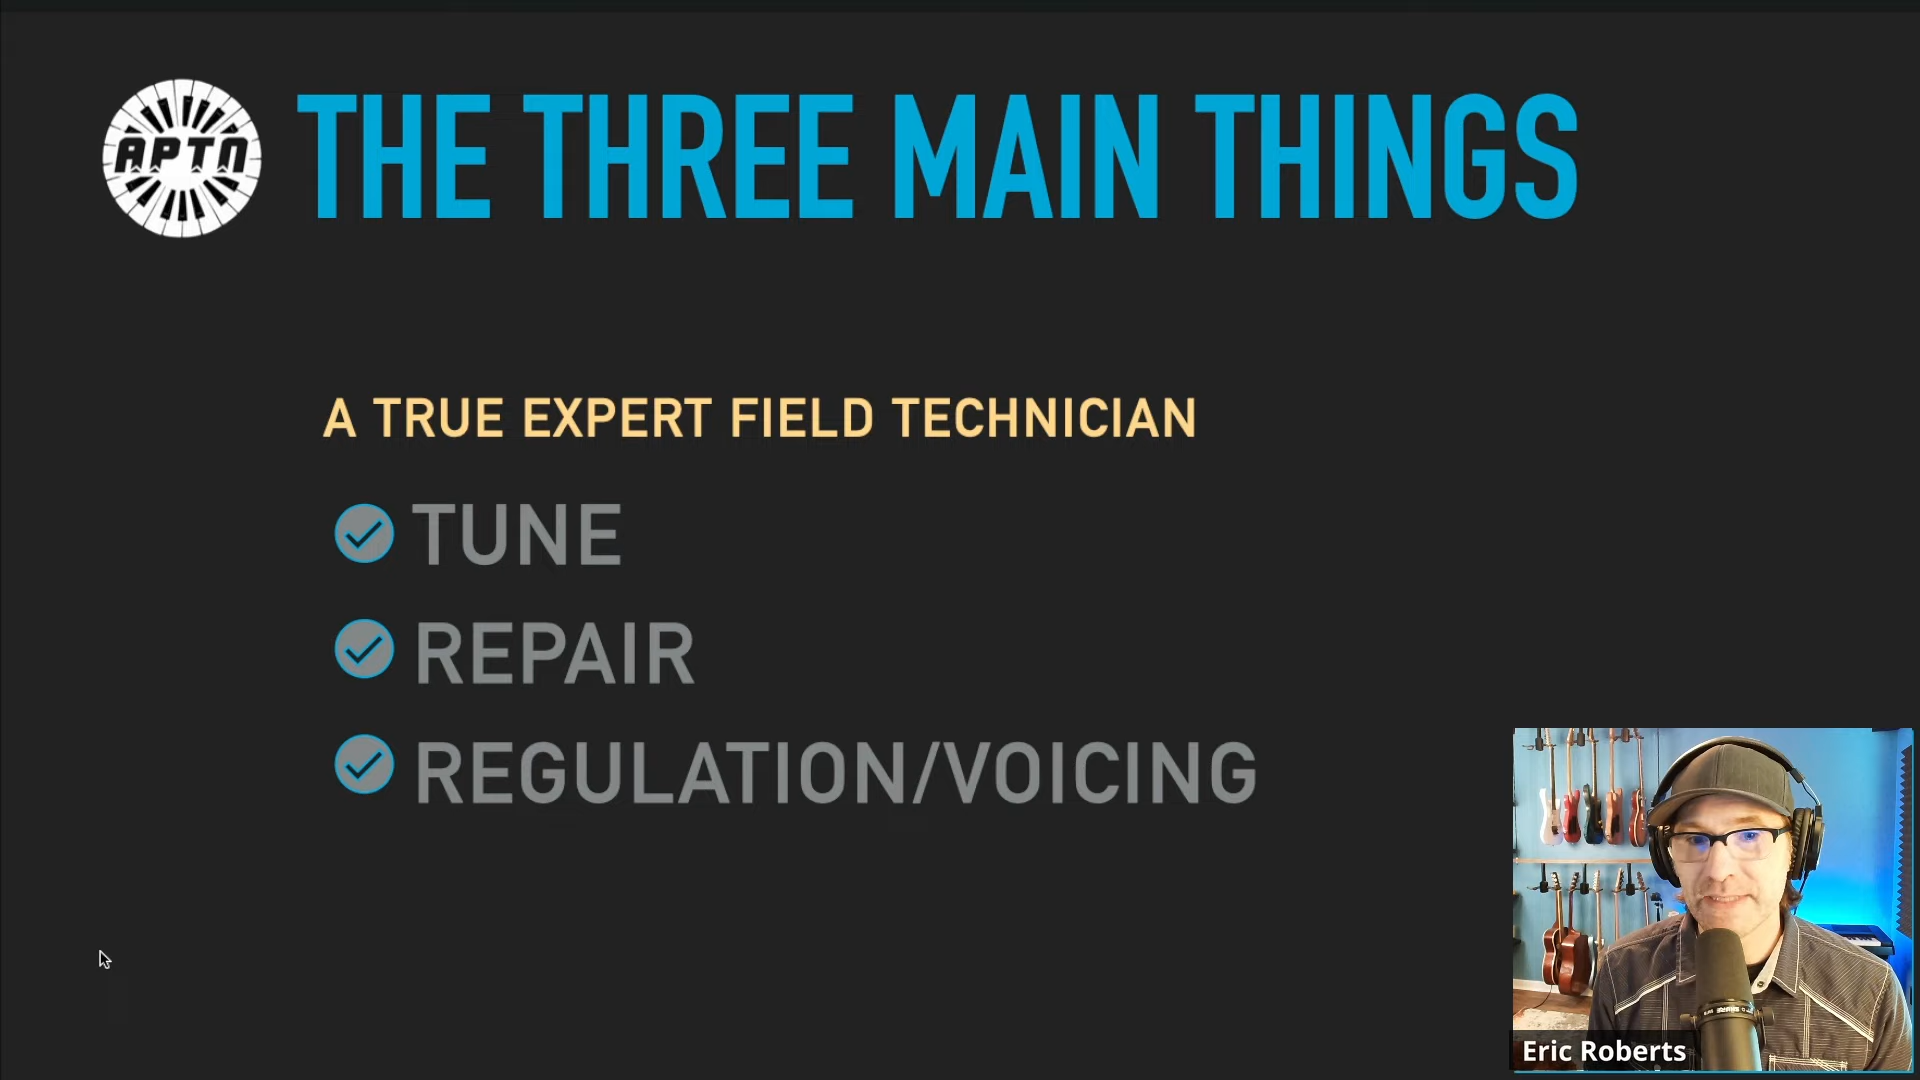 APTN
THE THREE MAIN THINGS
A TRUE EXPERT FIELD TECHNICIAN
TUNE
REPAIR
REGULATION/VOICING
Eric Roberts